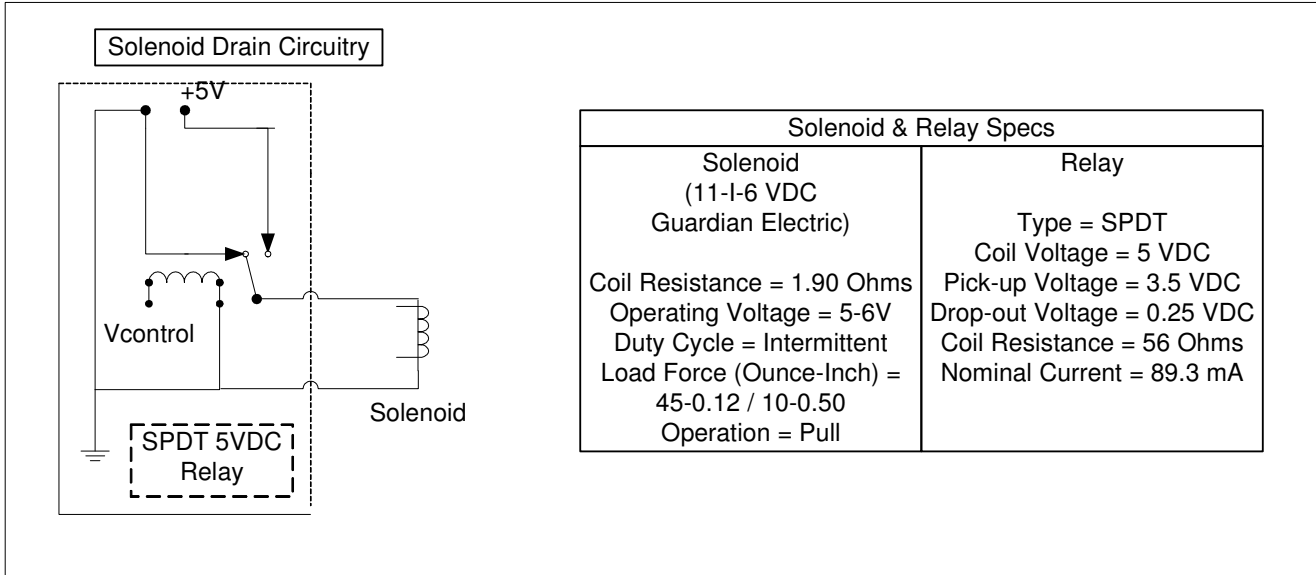 Solenoid Drain Circuitry
+5V
Vcontrol
Solenoid
SPDT 5VDC
Relay
Solenoid & Relay Specs
Solenoid
(11-I-6 VDC
Guardian Electric)
Coil Resistance = 1.90 Ohms
Operating Voltage = 5-6V
Duty Cycle = Intermittent
Load Force (Ounce-Inch) =
45-0.12 / 10-0.50
Operation = Pull
Relay
Type = SPDT
Coil Voltage = 5 VDC
Pick-up Voltage = 3.5 VDC
Drop-out Voltage = 0.25 VDC
Coil Resistance = 56 Ohms
Nominal Current = 89.3 mA